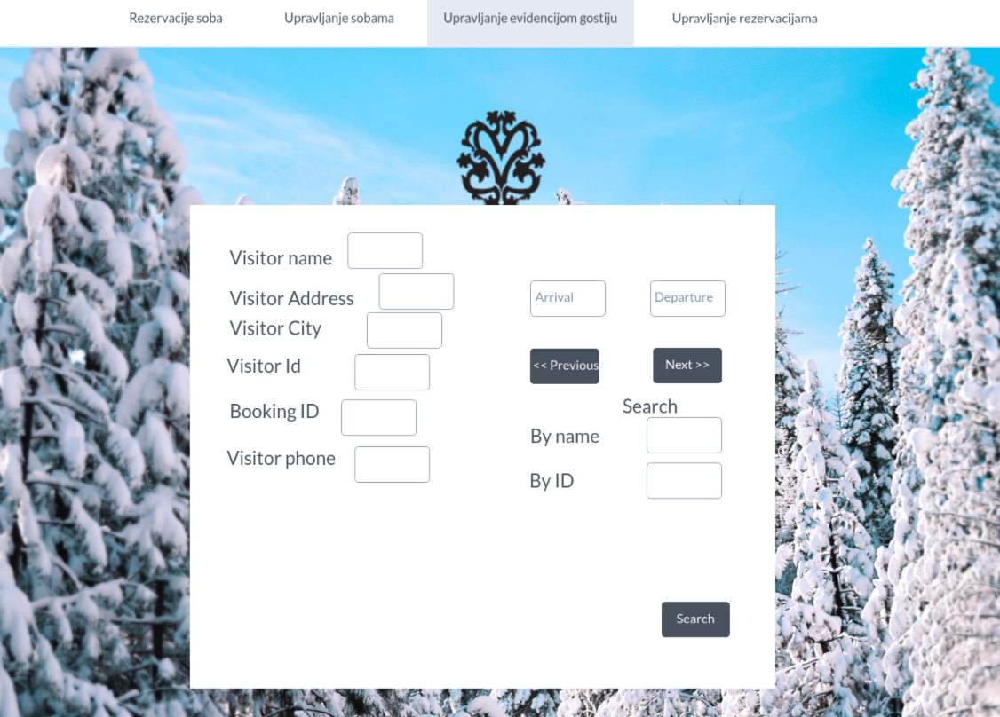 Rezervacije soba
Upravljanje sobama
Upravljanje evidencijom gostiju
Upravljanje rezervacijama
Visitor name
Visitor Address
Visitor City
Visitor Id
Booking ID
Visitor phone
Arrival
Departure
<< Previous
Next >>
Search
By name
By ID
Search